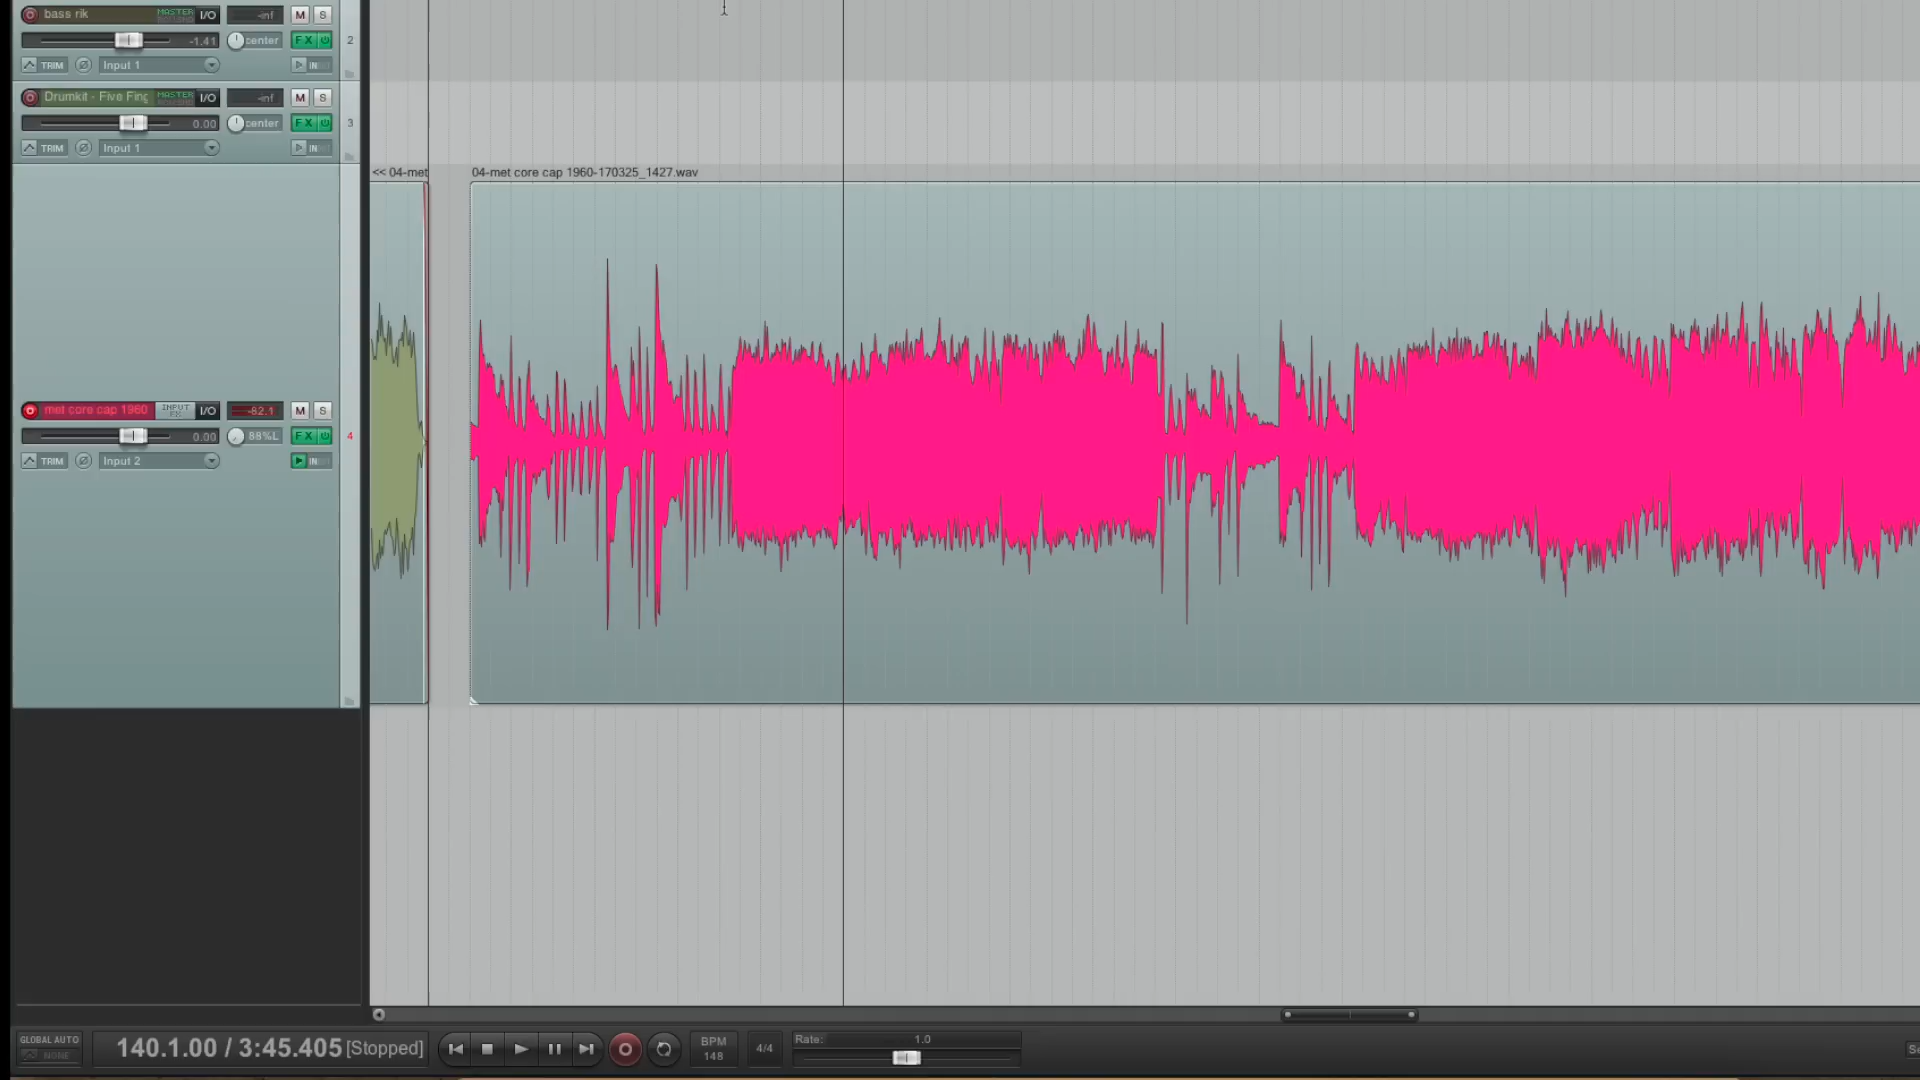 bass rik MASTER I/O -inf M S
-1.41 center FX 2
TRIM Input 1 IN
Drumkit - Five Fing MASTER I/O -inf M S
0.00 center FX 3
TRIM Input 1 IN
<< 04-met 04-met core cap 1960-170325_1427.wav
met core cap 1960 INPUT FX I/O -82.1 M S
0.00 88%L FX 4
TRIM Input 2 IN
GLOBAL AUTO
NONE
140.1.00 / 3:45.405 [Stopped]
BPM
148
4/4
Rate: 1.0
Se